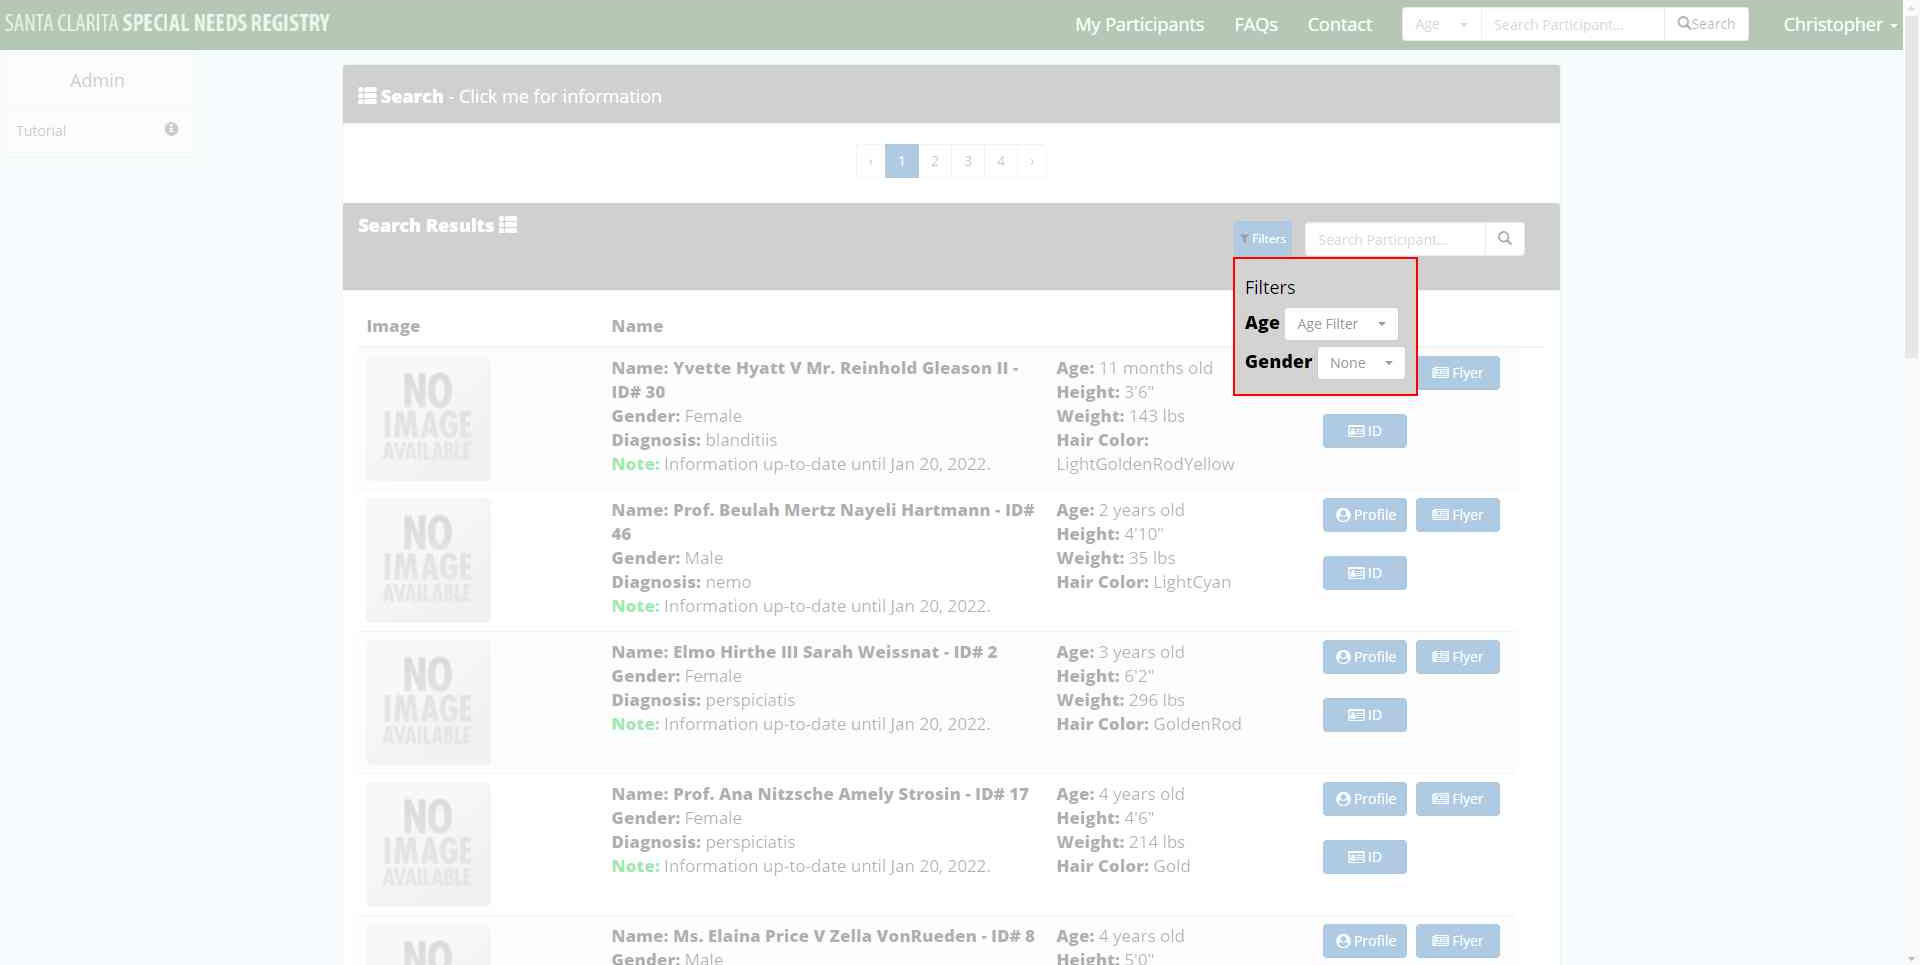 SANTA CLARITA SPECIAL NEEDS REGISTRY
My Participants FAQs Contact Age Search Participant... Search Christopher
Admin
Tutorial
Search - Click me for information
‹ 1 2 3 4 ›
Search Results
Filters Search Participant...
Filters
Age Age Filter
Gender None
Image Name
NO IMAGE AVAILABLE
Name: Yvette Hyatt V Mr. Reinhold Gleason II -
ID# 30
Gender: Female
Diagnosis: blanditiis
Note: Information up-to-date until Jan 20, 2022.
Age: 11 months old
Height: 3'6"
Weight: 143 lbs
Hair Color:
LightGoldenRodYellow
Flyer
ID
NO IMAGE AVAILABLE
Name: Prof. Beulah Mertz Nayeli Hartmann - ID#
46
Gender: Male
Diagnosis: nemo
Note: Information up-to-date until Jan 20, 2022.
Age: 2 years old
Height: 4'10"
Weight: 35 lbs
Hair Color: LightCyan
Profile Flyer
ID
NO IMAGE AVAILABLE
Name: Elmo Hirthe III Sarah Weissnat - ID# 2
Gender: Female
Diagnosis: perspiciatis
Note: Information up-to-date until Jan 20, 2022.
Age: 3 years old
Height: 6'2"
Weight: 296 lbs
Hair Color: GoldenRod
Profile Flyer
ID
NO IMAGE AVAILABLE
Name: Prof. Ana Nitzsche Amely Strosin - ID# 17
Gender: Female
Diagnosis: perspiciatis
Note: Information up-to-date until Jan 20, 2022.
Age: 4 years old
Height: 4'6"
Weight: 214 lbs
Hair Color: Gold
Profile Flyer
ID
NO
Name: Ms. Elaina Price V Zella VonRueden - ID# 8
Gender: Male
Age: 4 years old
Height: 5'0"
Profile Flyer